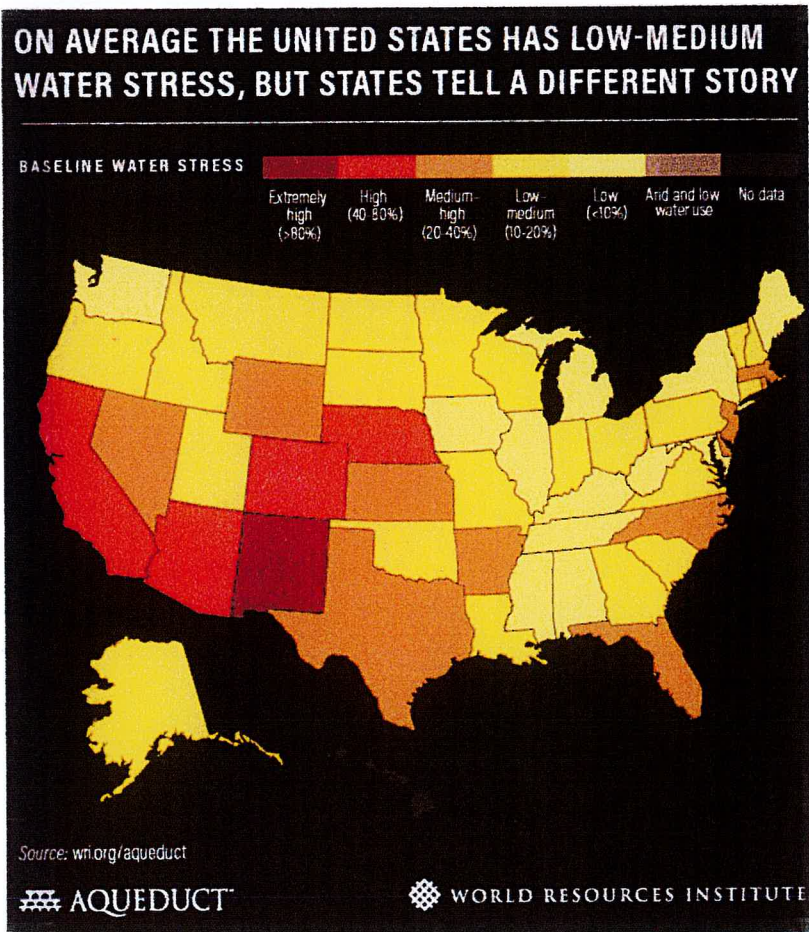 ON AVERAGE THE UNITED STATES HAS LOW-MEDIUM
WATER STRESS, BUT STATES TELL A DIFFERENT STORY
BASELINE WATER STRESS
Extremely
high
(>80%)
High
(40-80%)
Medium-
high
(20-40%)
Low-
medium
(10-20%)
Low
(<10%)
Arid and low
water use
No data
Source: wri.org/aqueduct
AQUEDUCT™
WORLD RESOURCES INSTITUTE